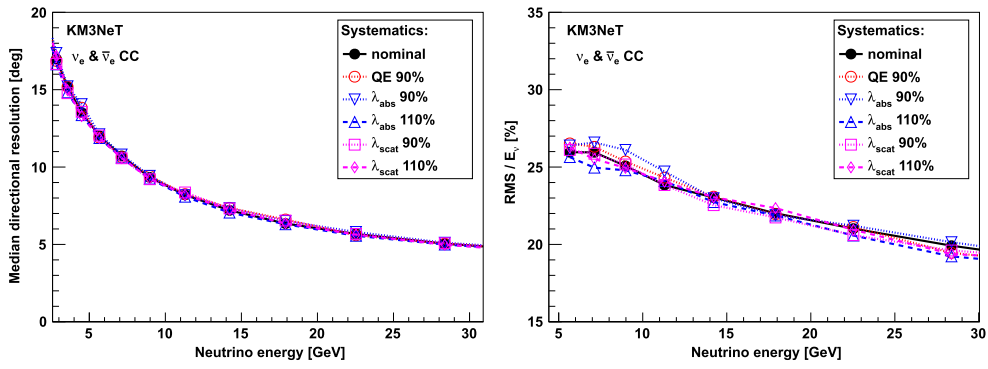 KM3NeT
νe & ν̅e CC
Systematics:
nominal
QE 90%
λabs 90%
λabs 110%
λscat 90%
λscat 110%
Median directional resolution [deg]
20
15
10
5
0
5
10
15
20
25
30
Neutrino energy [GeV]
KM3NeT
νe & ν̅e CC
Systematics:
nominal
QE 90%
λabs 90%
λabs 110%
λscat 90%
λscat 110%
RMS / Eν [%]
35
30
25
20
15
5
10
15
20
25
30
Neutrino energy [GeV]